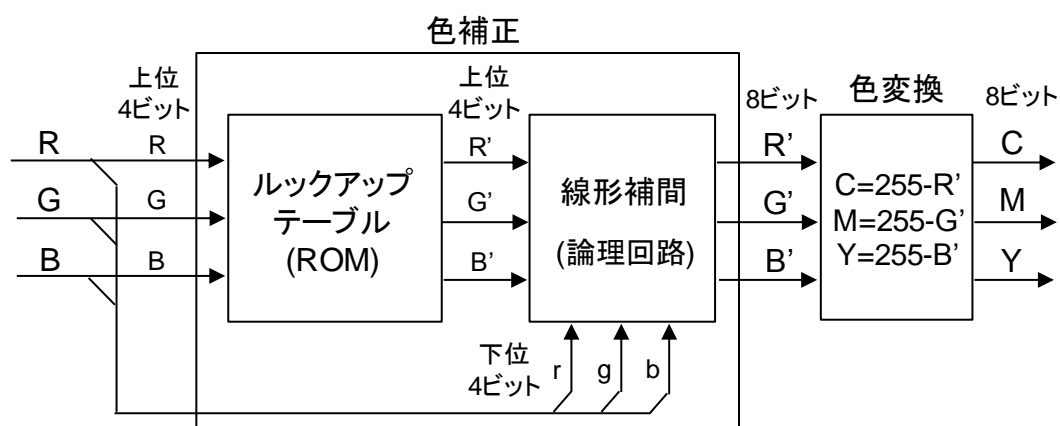 色補正
上位
4ビット
上位
4ビット
8ビット
色変換
8ビット
R
R
R’
R’
C
G
G
G’
G’
M
B
B
B’
B’
Y
ルックアップ
テーブル
(ROM)
線形補間
(論理回路)
C=255-R’
M=255-G’
Y=255-B’
下位
4ビット
r
g
b